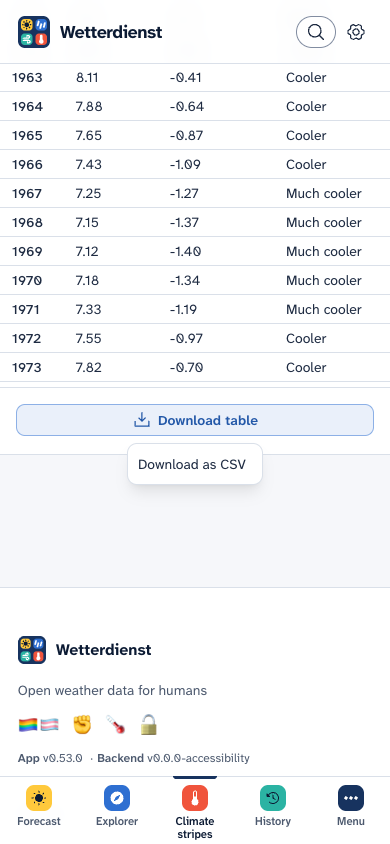 Wetterdienst
1963 8.11 -0.41 Cooler
1964 7.88 -0.64 Cooler
1965 7.65 -0.87 Cooler
1966 7.43 -1.09 Cooler
1967 7.25 -1.27 Much cooler
1968 7.15 -1.37 Much cooler
1969 7.12 -1.40 Much cooler
1970 7.18 -1.34 Much cooler
1971 7.33 -1.19 Much cooler
1972 7.55 -0.97 Cooler
1973 7.82 -0.70 Cooler
Download table
Download as CSV
Wetterdienst
Open weather data for humans
App v0.53.0 · Backend v0.0.0-accessibility
Forecast Explorer Climate stripes History Menu